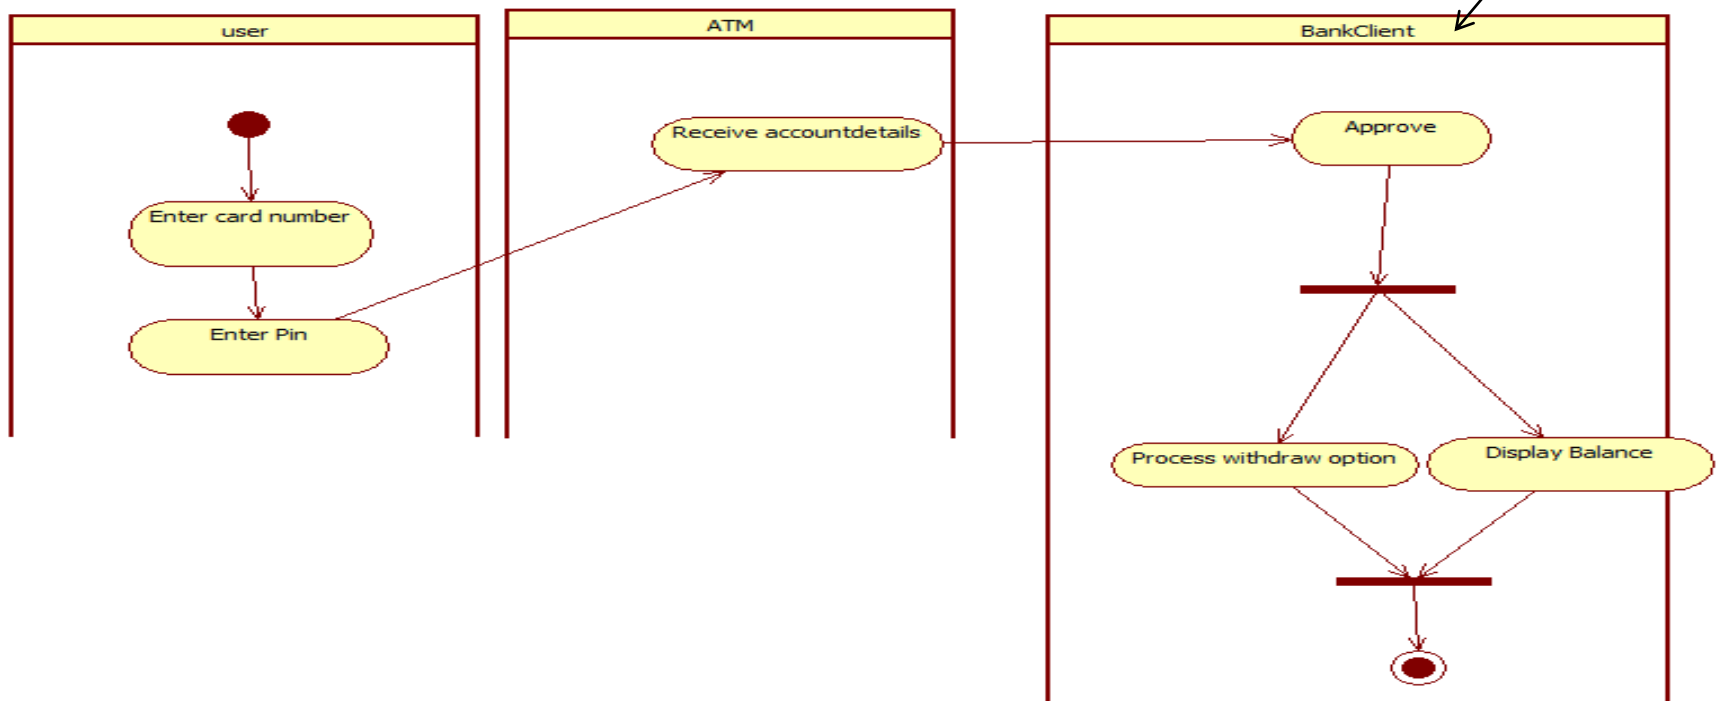 user
ATM
BankClient
Enter card number
Enter Pin
Receive accountdetails
Approve
Process withdraw option
Display Balance